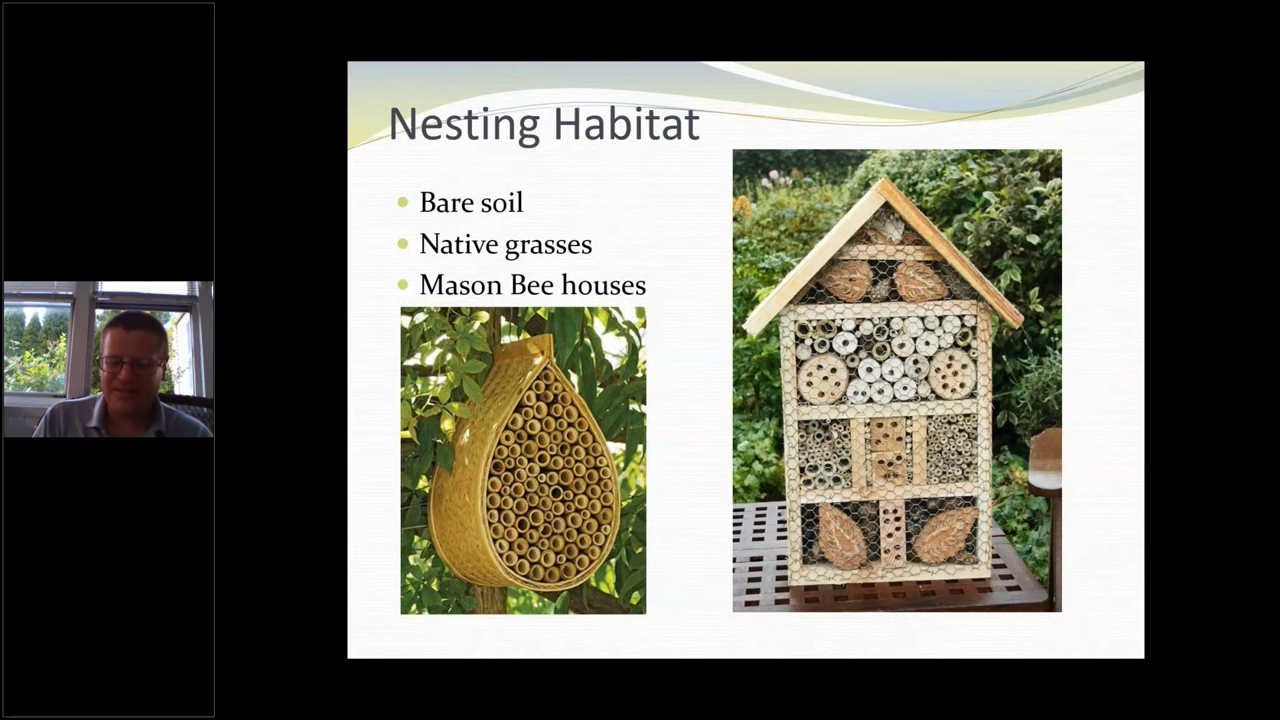 Nesting Habitat
Bare soil
Native grasses
Mason Bee houses